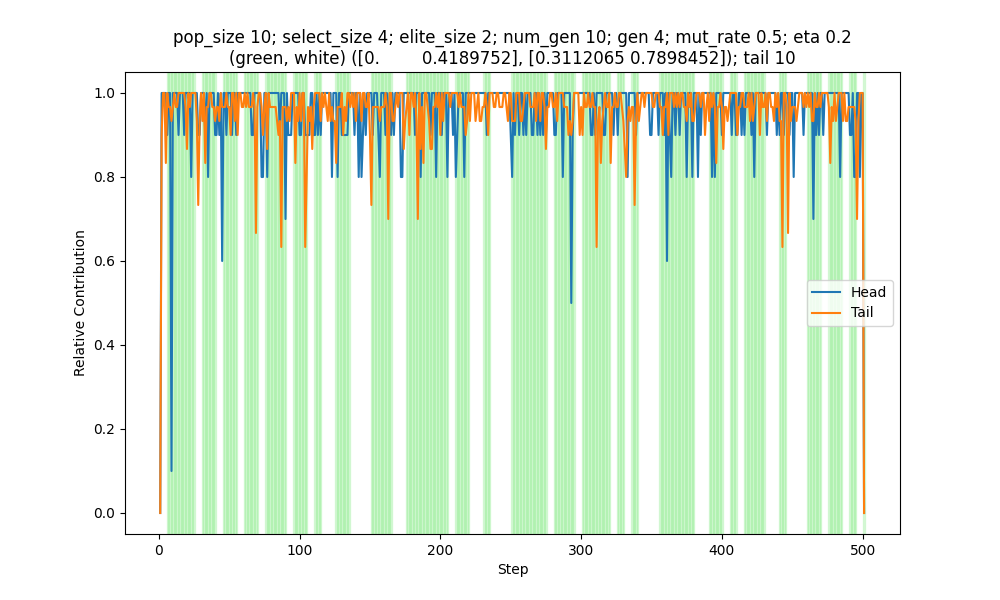 pop_size 10; select_size 4; elite_size 2; num_gen 10; gen 4; mut_rate 0.5; eta 0.2
(green, white) ([0.         0.4189752], [0.3112065 0.7898452]); tail 10
1.0
0.8
0.6
0.4
0.2
0.0
Relative Contribution
Head
Tail
0
100
200
300
400
500
Step